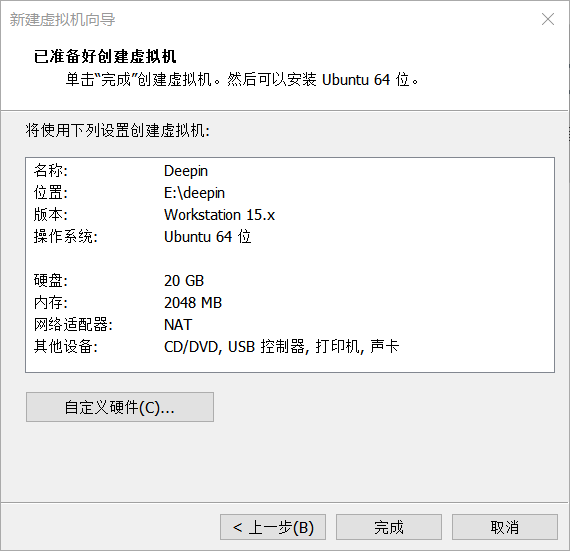 新建虚拟机向导
已准备好创建虚拟机
单击“完成”创建虚拟机。然后可以安装 Ubuntu 64 位。
将使用下列设置创建虚拟机:
名称: Deepin
位置: E:\deepin
版本: Workstation 15.x
操作系统: Ubuntu 64 位
硬盘: 20 GB
内存: 2048 MB
网络适配器: NAT
其他设备: CD/DVD, USB 控制器, 打印机, 声卡
自定义硬件(C)...
< 上一步(B) 完成 取消